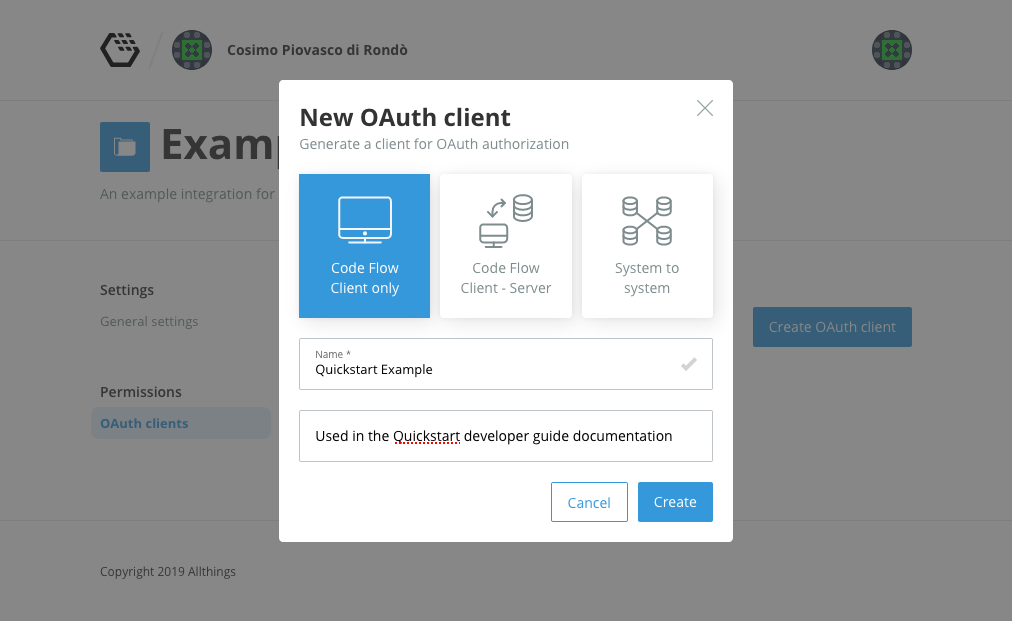 Cosimo Piovasco di Rondò
New OAuth client
Generate a client for OAuth authorization
An example integration for
Code Flow
Client only
Code Flow
Client - Server
System to
system
Settings
General settings
Create OAuth client
Name *
Quickstart Example
Permissions
OAuth clients
Used in the Quickstart developer guide documentation
Cancel
Create
Copyright 2019 Allthings